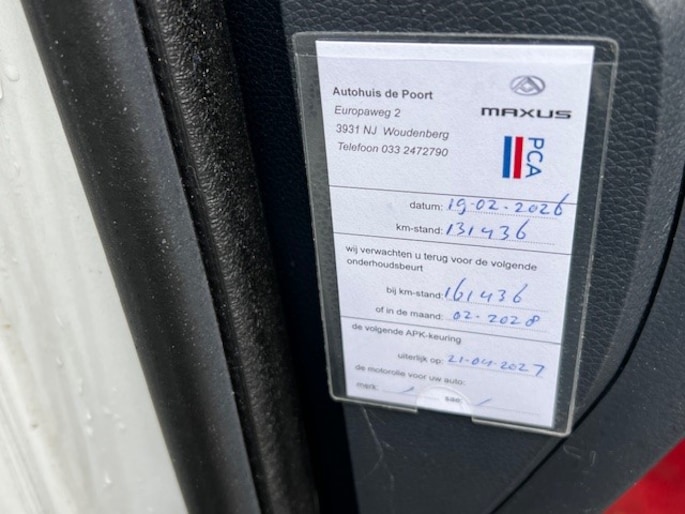 Autohuis de Poort
Europaweg 2
3931 NJ Woudenberg
Telefoon 033 2472790
MAXUS
PCA
datum: 19-02-2026
km-stand: 131436
wij verwachten u terug voor de volgende
onderhoudsbeurt
bij km-stand: 161436
of in de maand: 02-2028
de volgende APK-keuring
uiterlijk op: 21-04-2027
de motorolie voor uw auto:
merk: sae: